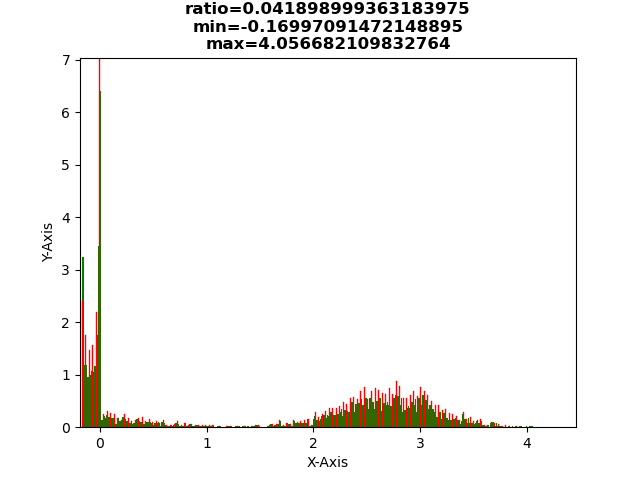 ratio=0.041898999363183975
min=-0.16997091472148895
max=4.056682109832764
7
6
5
4
3
2
1
0
Y-Axis
0 1 2 3 4
X-Axis